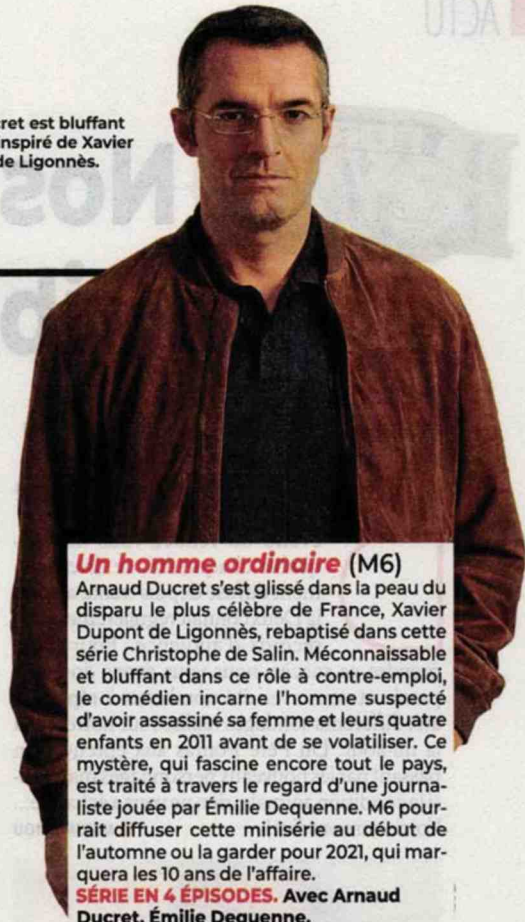 ret est bluffant
nspiré de Xavier
de Ligonnès.
Un homme ordinaire (M6)
Arnaud Ducret s'est glissé dans la peau du
disparu le plus célèbre de France, Xavier
Dupont de Ligonnès, rebaptisé dans cette
série Christophe de Salin. Méconnaissable
et bluffant dans ce rôle à contre-emploi,
le comédien incarne l'homme suspecté
d'avoir assassiné sa femme et leurs quatre
enfants en 2011 avant de se volatiliser. Ce
mystère, qui fascine encore tout le pays,
est traité à travers le regard d'une journa-
liste jouée par Émilie Dequenne. M6 pour-
rait diffuser cette minisérie au début de
l'automne ou la garder pour 2021, qui mar-
quera les 10 ans de l'affaire.
SÉRIE EN 4 ÉPISODES. Avec Arnaud
Ducret, Émilie Dequenne.